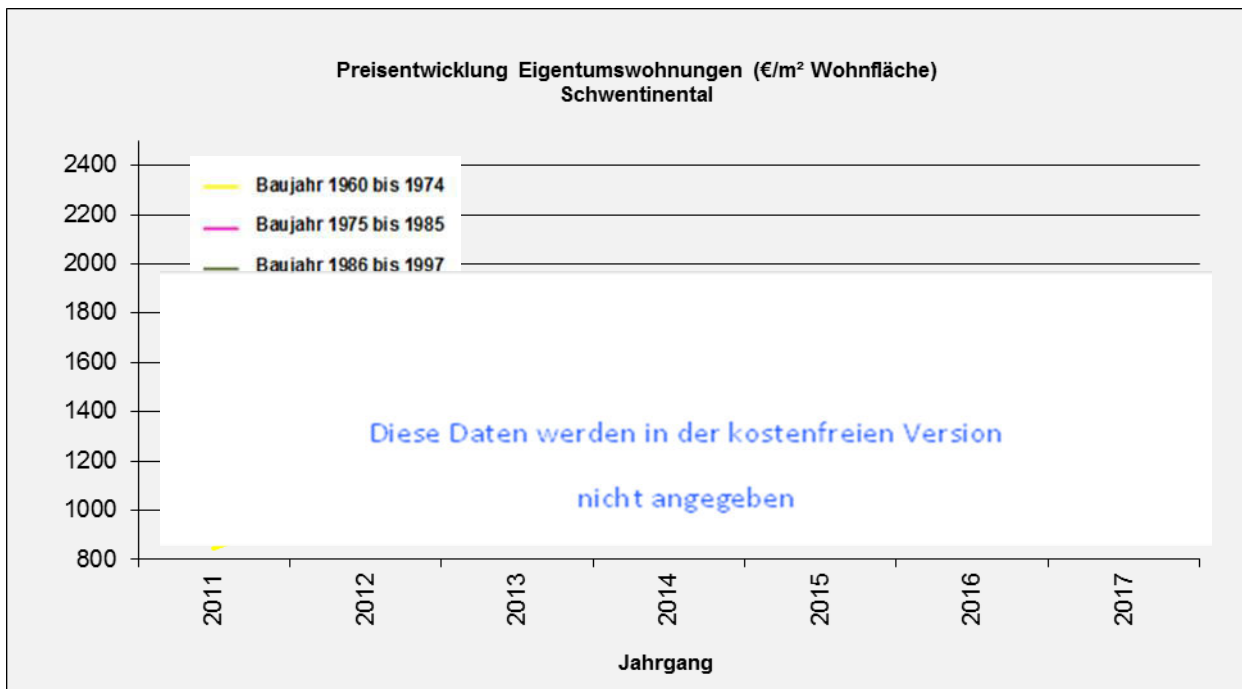 Preisentwicklung Eigentumswohnungen (€/m² Wohnfläche)
Schwentinental
2400
2200
2000
1800
1600
1400
1200
1000
800
Baujahr 1960 bis 1974
Baujahr 1975 bis 1985
Baujahr 1986 bis 1997
Diese Daten werden in der kostenfreien Version
nicht angegeben
2011
2012
2013
2014
2015
2016
2017
Jahrgang